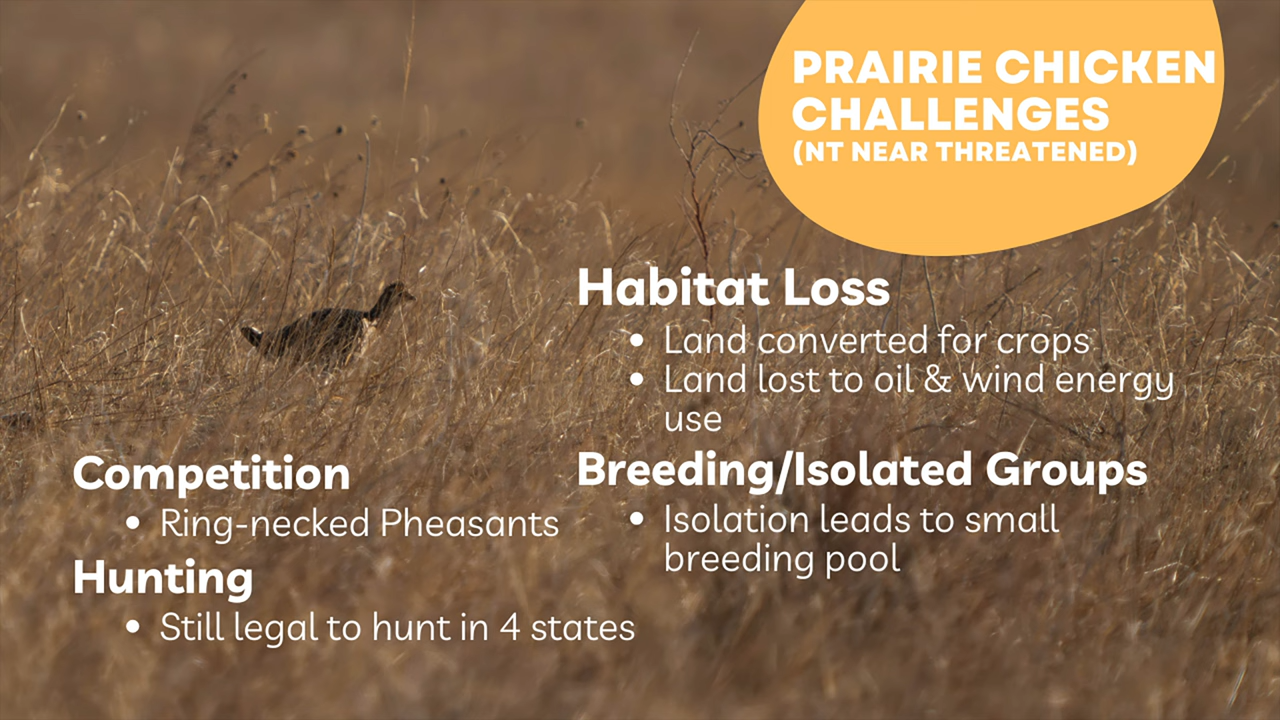 PRAIRIE CHICKEN
CHALLENGES
(NT NEAR THREATENED)
Habitat Loss
• Land converted for crops
• Land lost to oil & wind energy
use
Breeding/Isolated Groups
• Isolation leads to small
breeding pool
Competition
• Ring-necked Pheasants
Hunting
• Still legal to hunt in 4 states